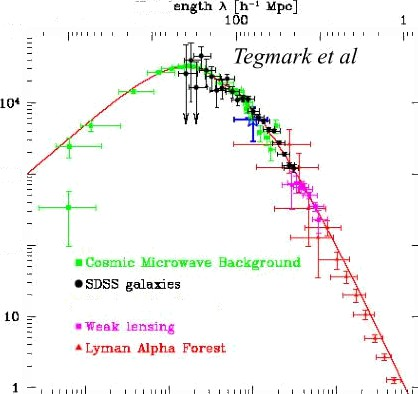 ength λ [h⁻¹ Mpc]
100
10
1
Tegmark et al
10⁴
Cosmic Microwave Background
SDSS galaxies
Weak lensing
Lyman Alpha Forest
10
1